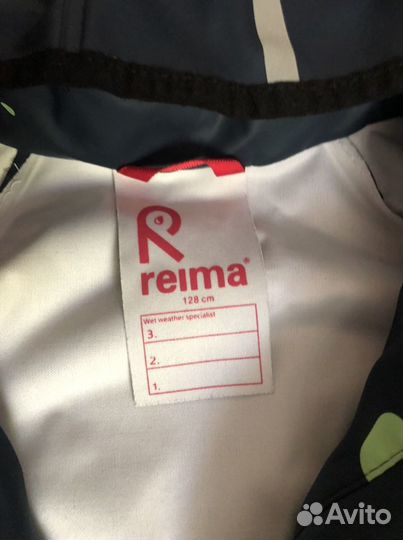 reima®
128 cm
Wet weather specialist
3.
2.
1.
Avito